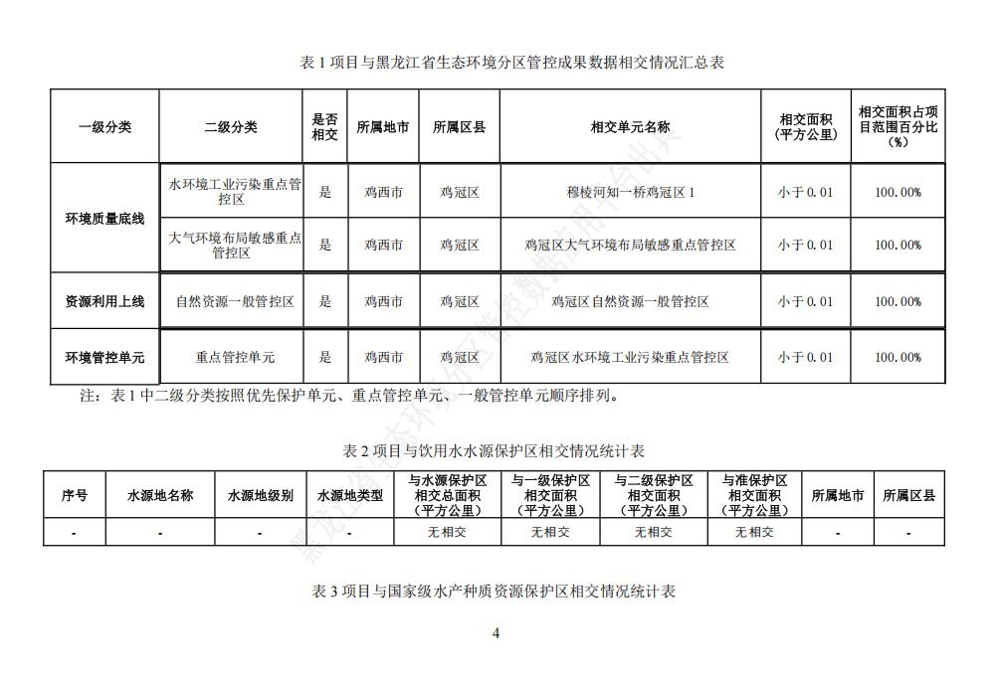 表 1 项目与黑龙江省生态环境分区管控成果数据相交情况汇总表
一级分类 二级分类 是否相交 所属地市 所属区县 相交单元名称 相交面积(平方公里) 相交面积占项目范围百分比（%）
环境质量底线 水环境工业污染重点管控区 是 鸡西市 鸡冠区 穆棱河知一桥鸡冠区 1 小于 0.01 100.00%
大气环境布局敏感重点管控区 是 鸡西市 鸡冠区 鸡冠区大气环境布局敏感重点管控区 小于 0.01 100.00%
资源利用上线 自然资源一般管控区 是 鸡西市 鸡冠区 鸡冠区自然资源一般管控区 小于 0.01 100.00%
环境管控单元 重点管控单元 是 鸡西市 鸡冠区 鸡冠区水环境工业污染重点管控区 小于 0.01 100.00%
注：表 1 中二级分类按照优先保护单元、重点管控单元、一般管控单元顺序排列。
表 2 项目与饮用水水源保护区相交情况统计表
序号 水源地名称 水源地级别 水源地类型 与水源保护区相交总面积（平方公里） 与一级保护区相交面积（平方公里） 与二级保护区相交面积（平方公里） 与准保护区相交面积（平方公里） 所属地市 所属区县
- - - - 无相交 无相交 无相交 无相交 - -
表 3 项目与国家级水产种质资源保护区相交情况统计表
4
黑龙江省生态环境分区管控数据应用平台出具